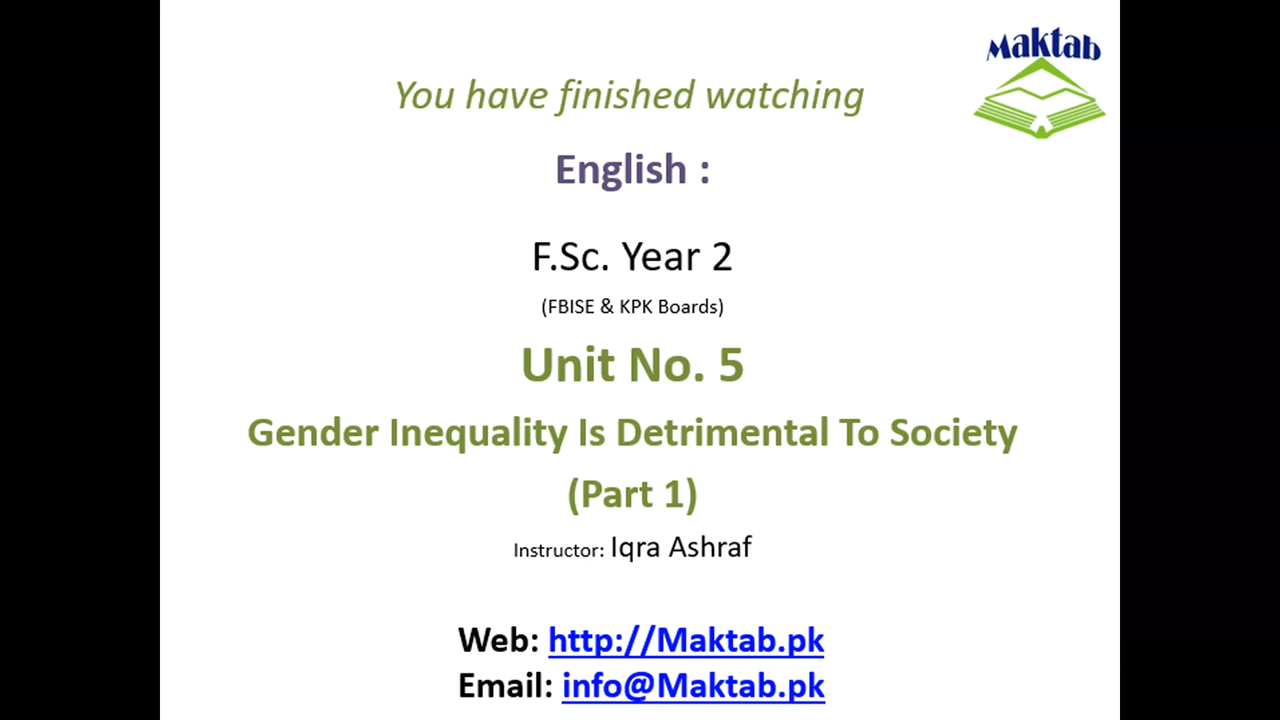 Maktab
You have finished watching
English :
F.Sc. Year 2
(FBISE & KPK Boards)
Unit No. 5
Gender Inequality Is Detrimental To Society
(Part 1)
Instructor: Iqra Ashraf
Web: http://Maktab.pk
Email: info@Maktab.pk